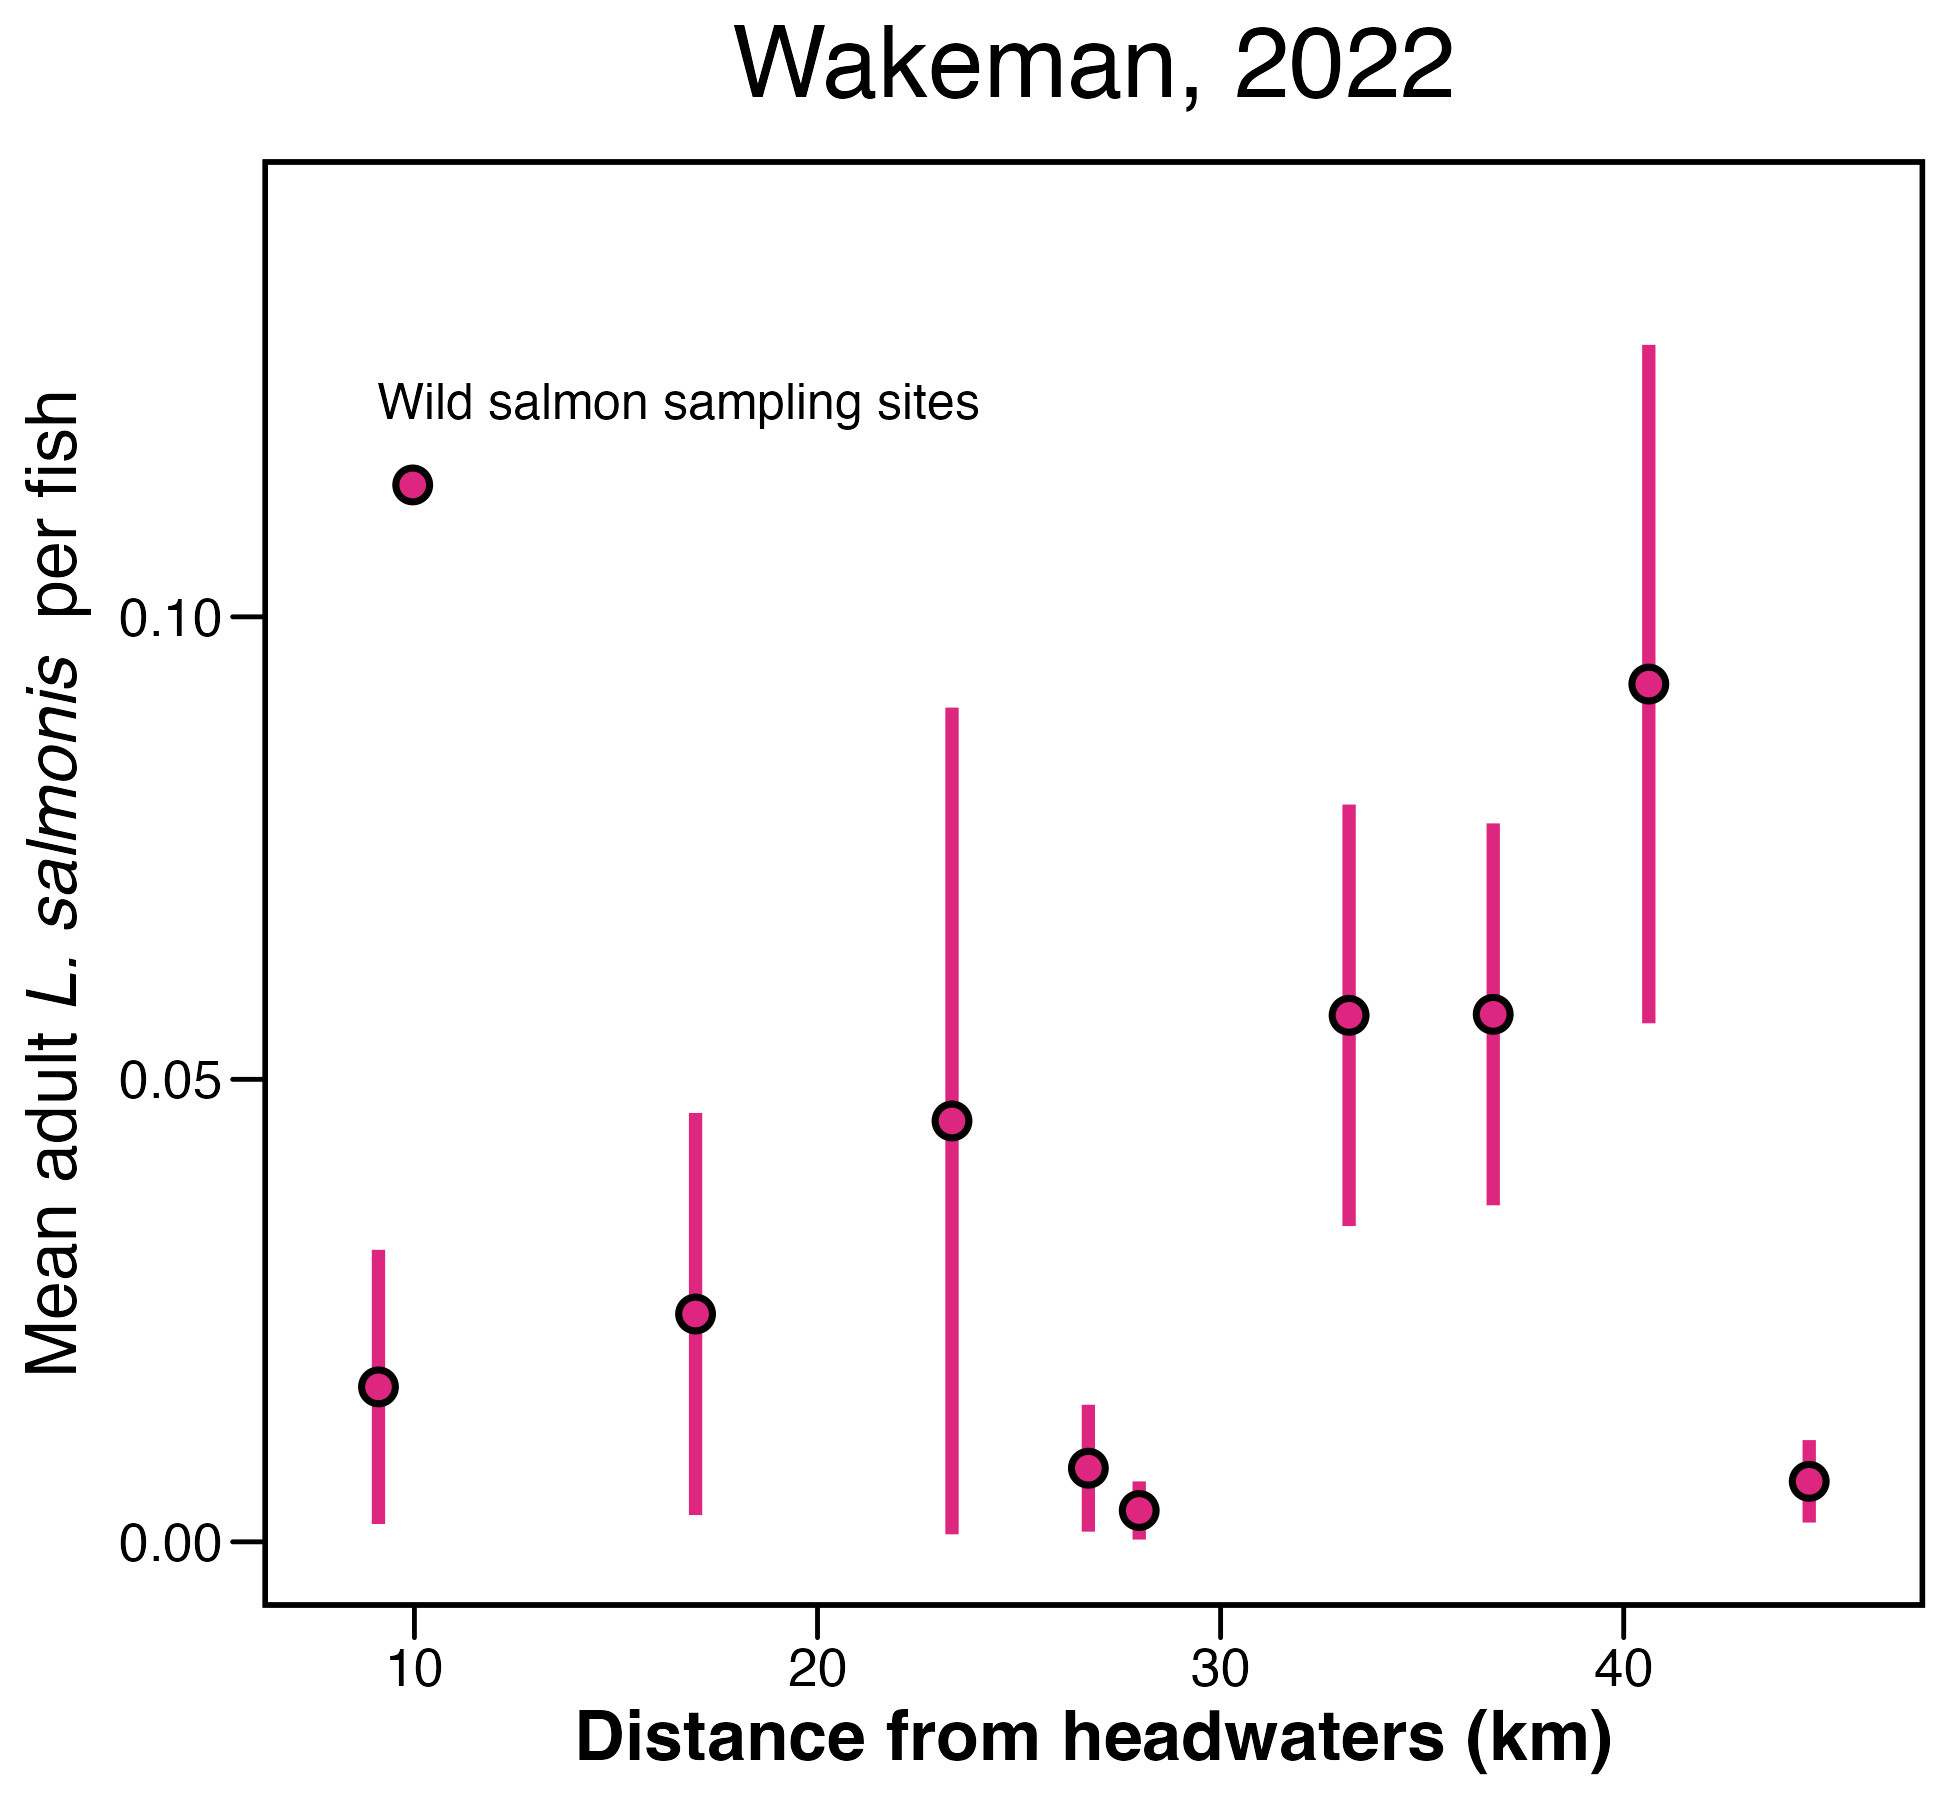 Wakeman, 2022
Mean adult L. salmonis per fish
Wild salmon sampling sites
0.10
0.05
0.00
10 20 30 40
Distance from headwaters (km)